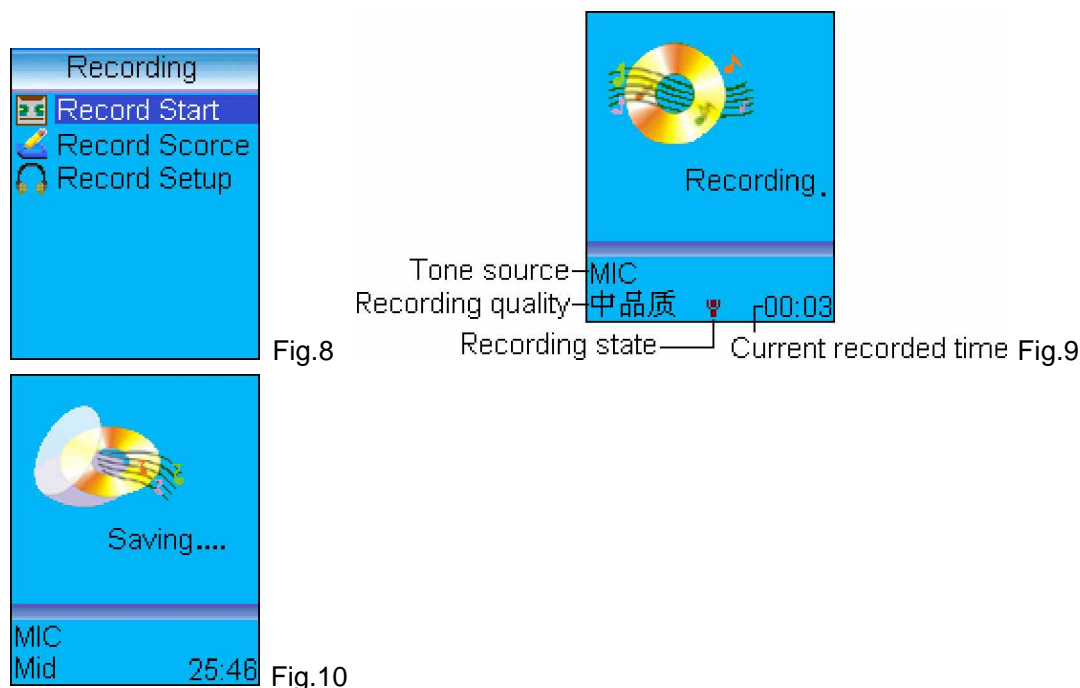 Recording
Record Start
Record Scorce
Record Setup
Fig.8
Recording.
Tone source
MIC
Recording quality
中品质
00:03
Recording state
Current recorded time
Fig.9
Saving....
MIC
Mid 25:46
Fig.10